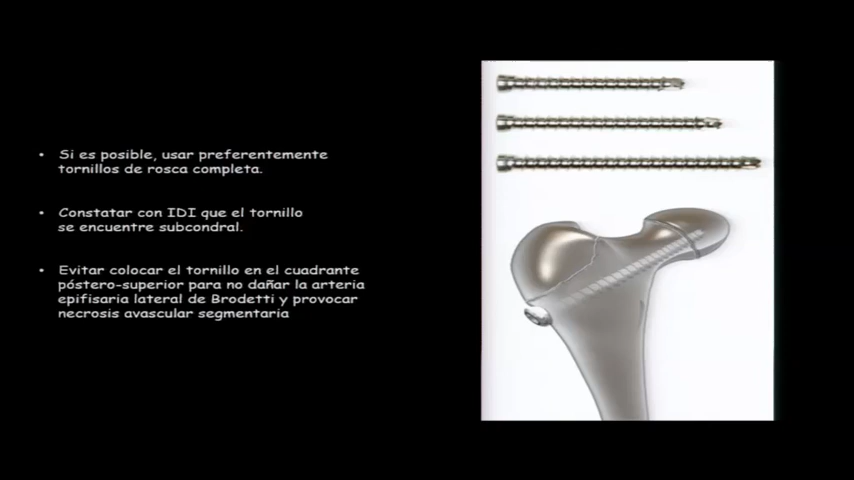 • Si es posible, usar preferentemente
tornillos de rosca completa.
• Constatar con IDI que el tornillo
se encuentre subcondral.
• Evitar colocar el tornillo en el cuadrante
póstero-superior para no dañar la arteria
epifisaria lateral de Brodetti y provocar
necrosis avascular segmentaria